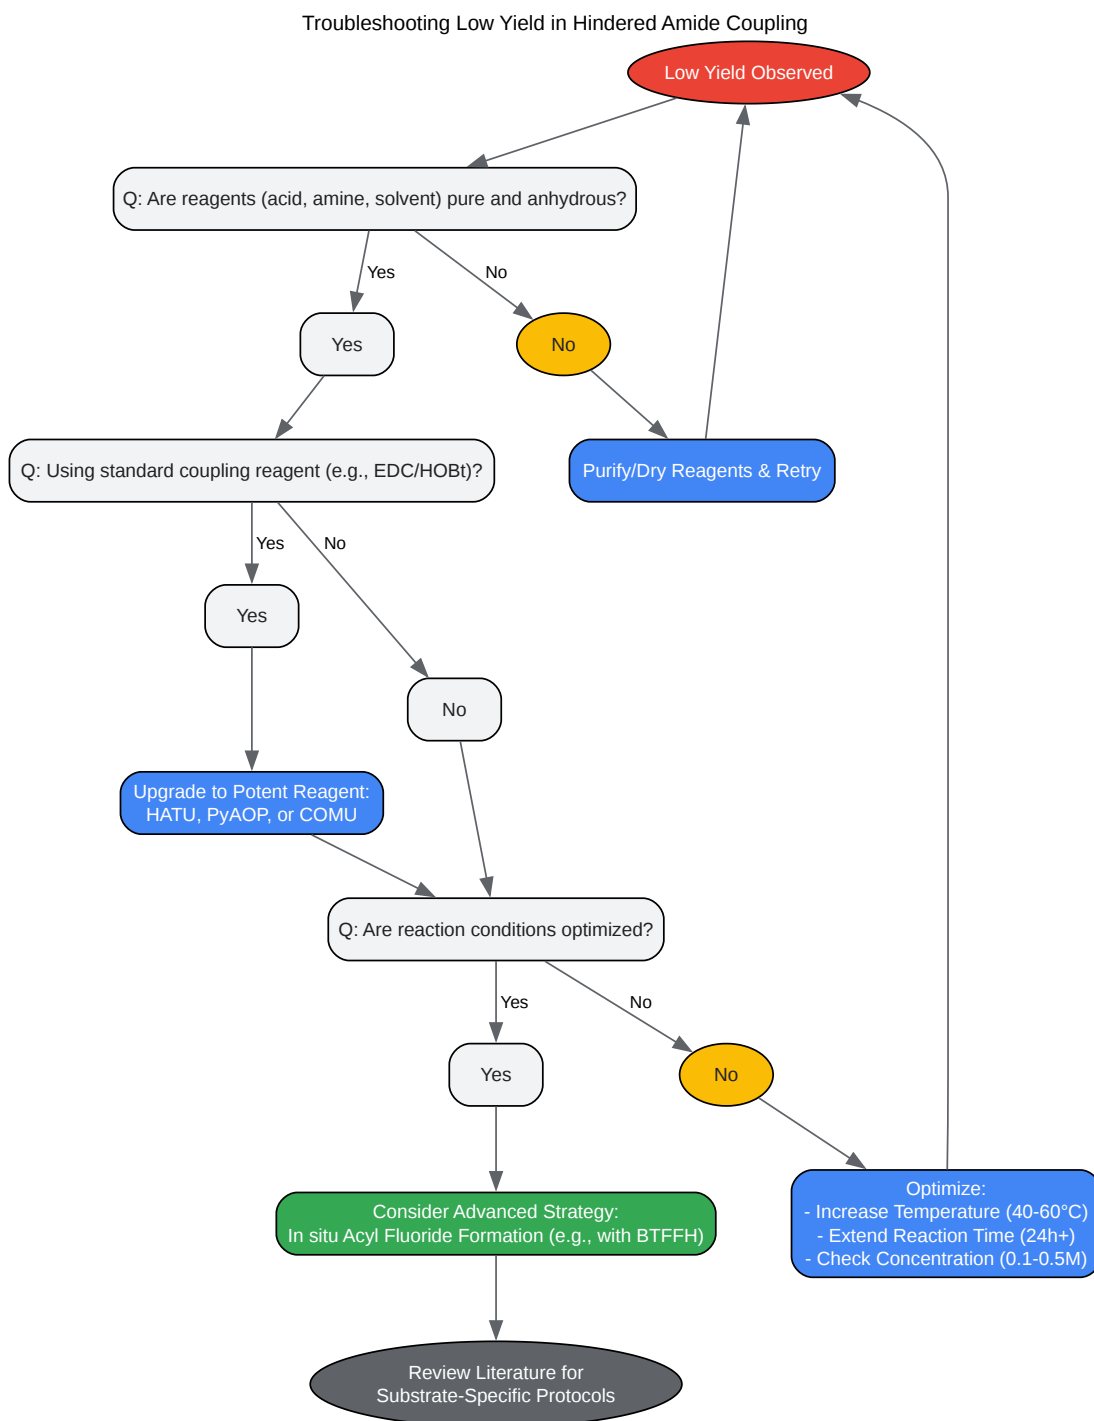 Troubleshooting Low Yield in Hindered Amide Coupling
Low Yield Observed
Q: Are reagents (acid, amine, solvent) pure and anhydrous?
Yes
No
Yes
No
Q: Using standard coupling reagent (e.g., EDC/HOBt)?
Purify/Dry Reagents & Retry
Yes
No
Yes
No
Upgrade to Potent Reagent:
HATU, PyAOP, or COMU
Q: Are reaction conditions optimized?
Yes
No
Yes
No
Consider Advanced Strategy:
In situ Acyl Fluoride Formation (e.g., with BTFFH)
Optimize:
- Increase Temperature (40-60°C)
- Extend Reaction Time (24h+)
- Check Concentration (0.1-0.5M)
Review Literature for
Substrate-Specific Protocols